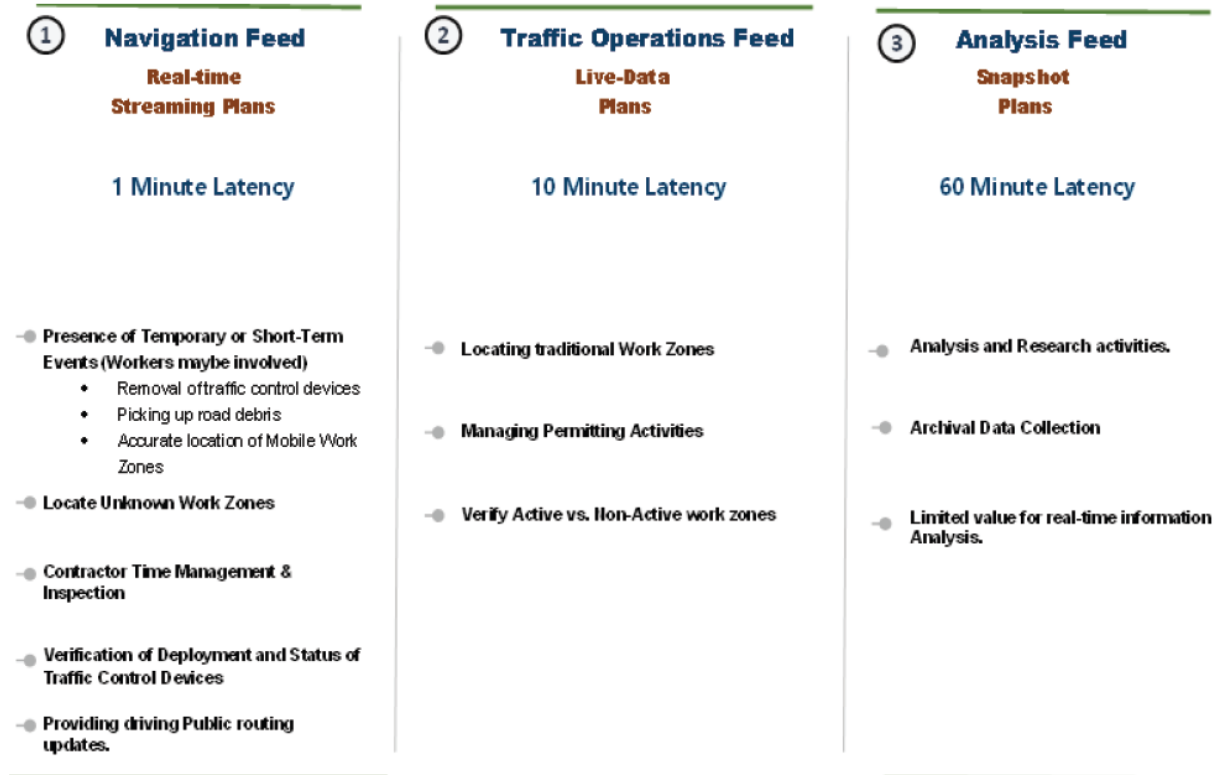 1
Navigation Feed
Real-time
Streaming Plans
1 Minute Latency
Presence of Temporary or Short-Term
Events (Workers maybe involved)
• Removal of traffic control devices
• Picking up road debris
• Accurate location of Mobile Work
Zones
Locate Unknown Work Zones
Contractor Time Management &
Inspection
Verification of Deployment and Status of
Traffic Control Devices
Providing driving Public routing
updates.
2
Traffic Operations Feed
Live-Data
Plans
10 Minute Latency
Locating traditional Work Zones
Managing Permitting Activities
Verify Active vs. Non-Active work zones
3
Analysis Feed
Snapshot
Plans
60 Minute Latency
Analysis and Research activities.
Archival Data Collection
Limited value for real-time information
Analysis.